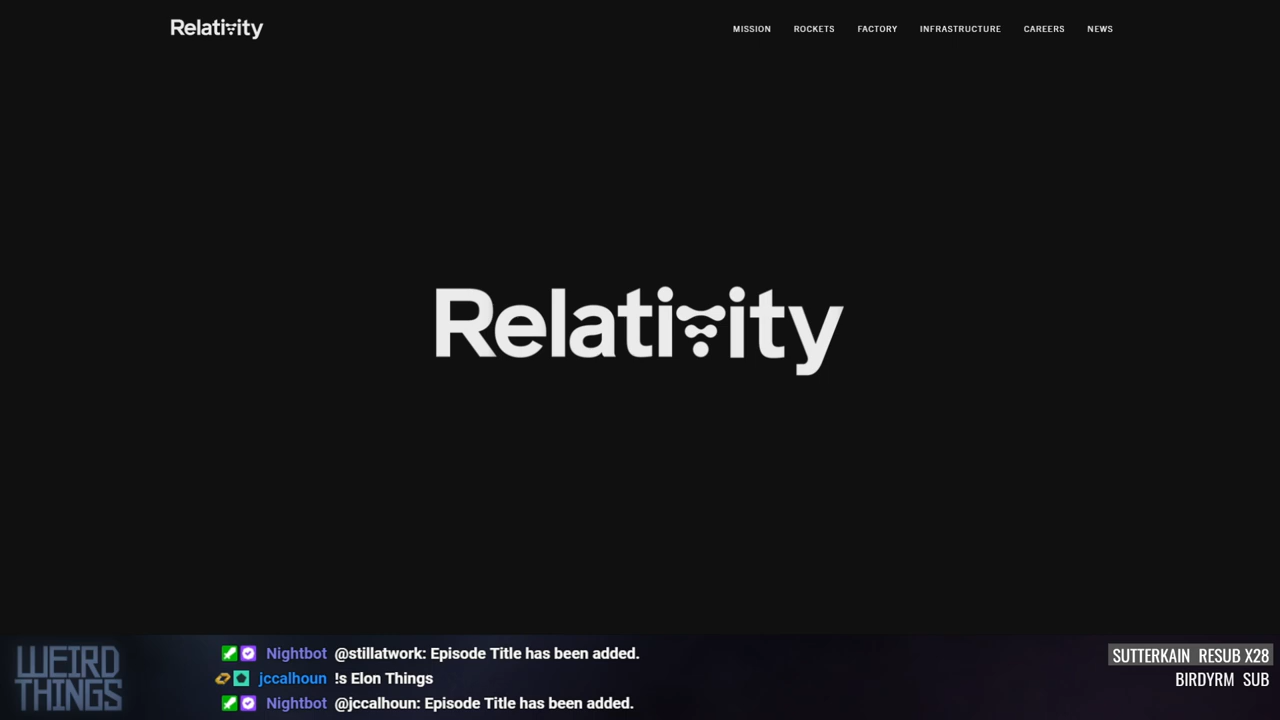 Relativity
MISSION ROCKETS FACTORY INFRASTRUCTURE CAREERS NEWS
Relativity
WEIRD
THINGS
Nightbot @stillatwork: Episode Title has been added.
jccalhoun !s Elon Things
Nightbot @jccalhoun: Episode Title has been added.
SUTTERKAIN RESUB X28
BIRDYRM SUB